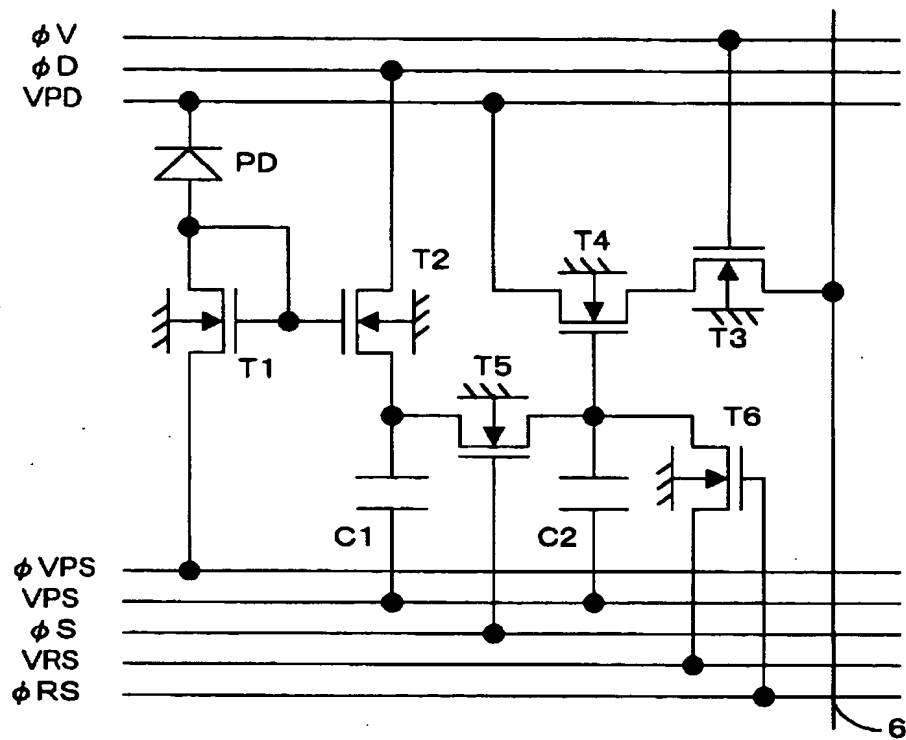 φV
φD
VPD
PD
T4
T2
T3
T1
T5
T6
C1
C2
φVPS
VPS
φS
VRS
φRS
6